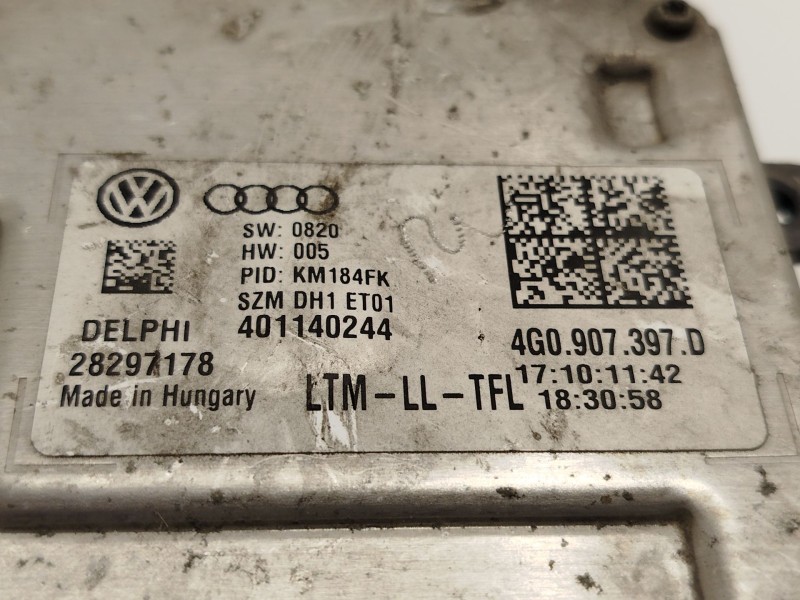 SW: 0820
HW: 005
PID: KM184FK
SZM DH1 ET01
401140244
DELPHI
28297178
Made in Hungary
LTM-LL-TFL
4G0.907.397.D
17:10:11:42
18:30:58